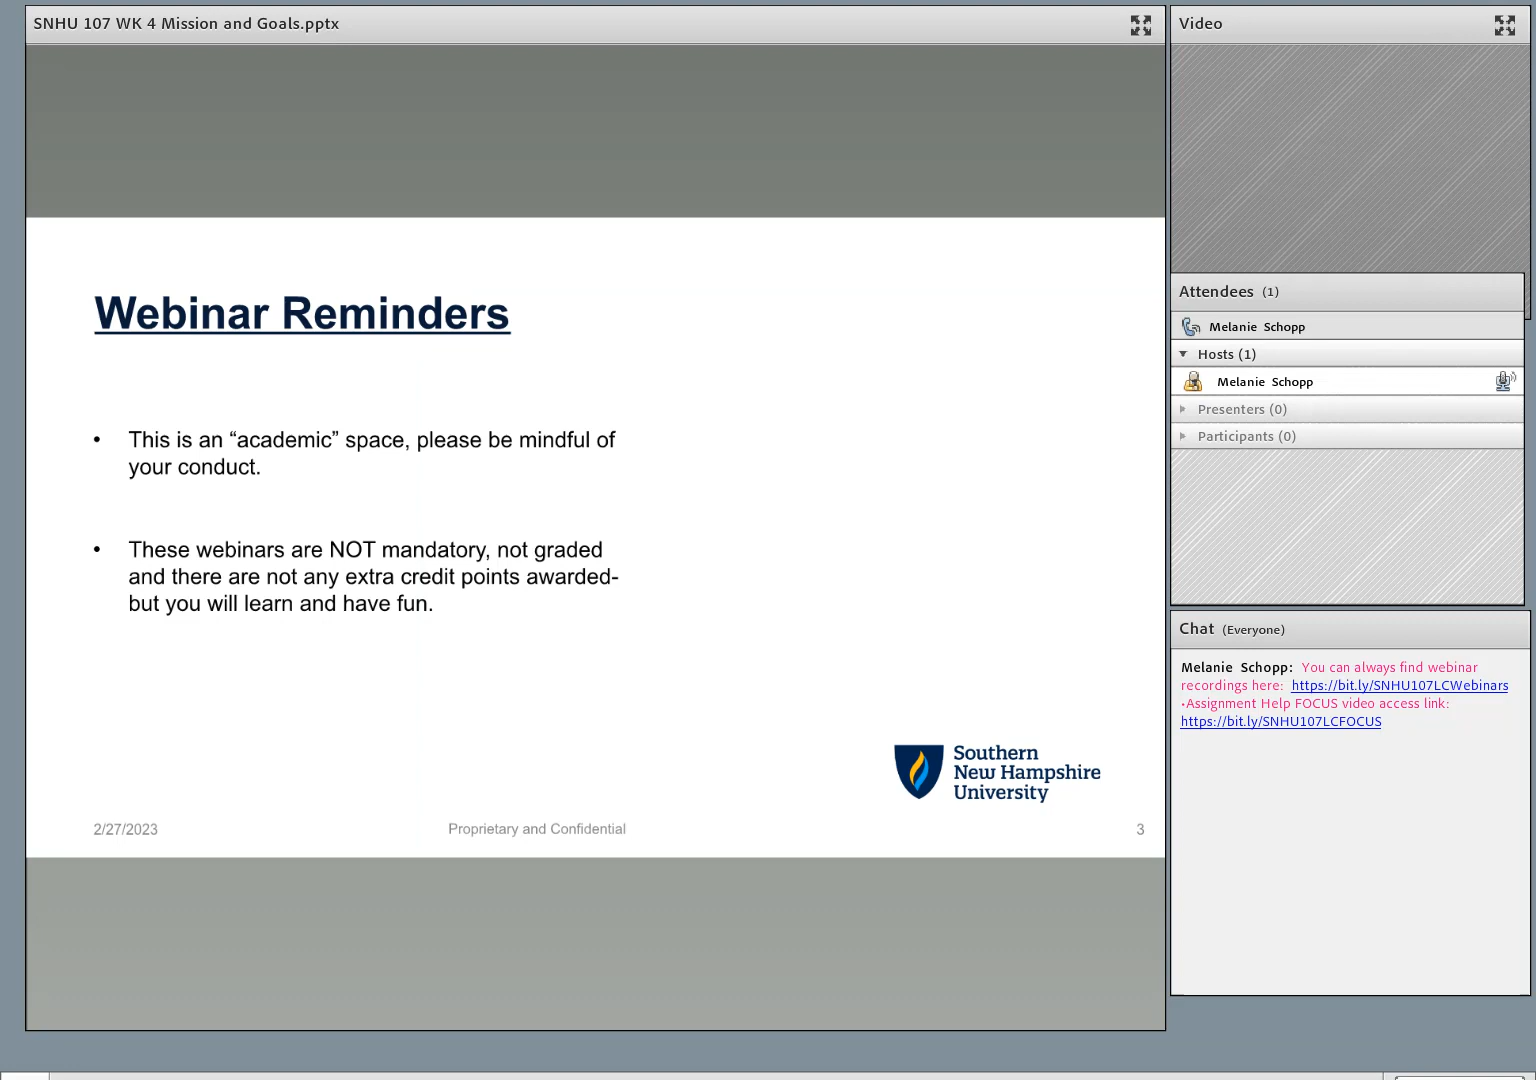 SNHU 107 WK 4 Mission and Goals.pptx
Webinar Reminders
• This is an “academic” space, please be mindful of
your conduct.
• These webinars are NOT mandatory, not graded
and there are not any extra credit points awarded-
but you will learn and have fun.
Southern
New Hampshire
University
2/27/2023
Proprietary and Confidential
3
Video
Attendees (1)
Melanie Schopp
Hosts (1)
Melanie Schopp
Presenters (0)
Participants (0)
Chat (Everyone)
Melanie Schopp: You can always find webinar
recordings here: https://bit.ly/SNHU107LCWebinars
•Assignment Help FOCUS video access link:
https://bit.ly/SNHU107LCFOCUS